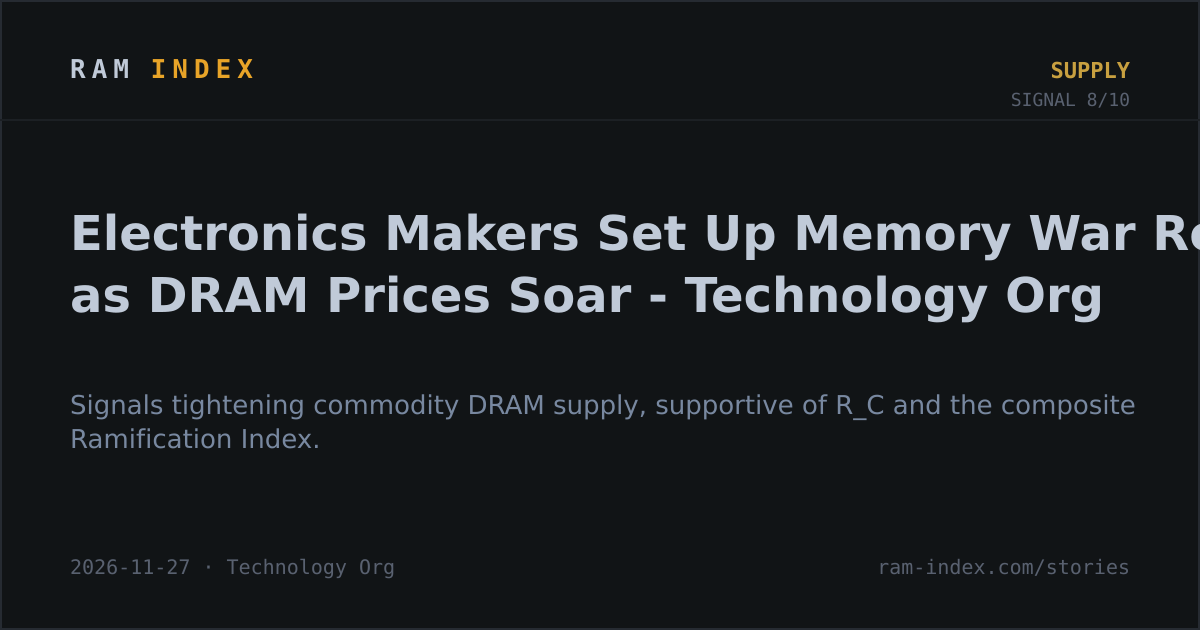 RAM INDEX
SUPPLY
SIGNAL 8/10
Electronics Makers Set Up Memory War
as DRAM Prices Soar - Technology Org
Signals tightening commodity DRAM supply, supportive of R_C and the composite
Ramification Index.
2026-11-27 · Technology Org
ram-index.com/stories